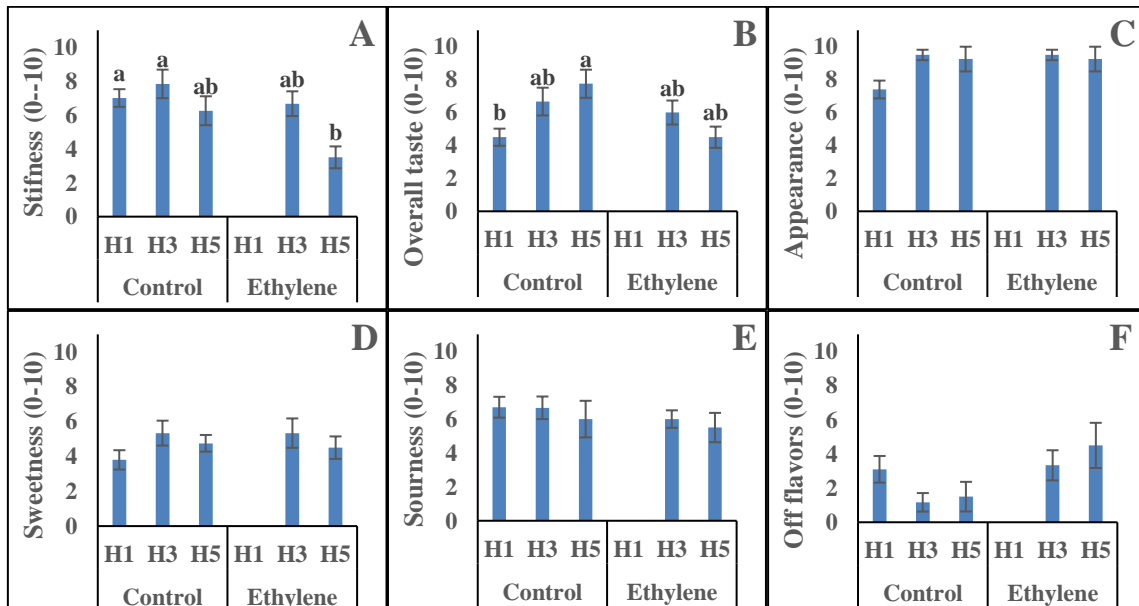 A
Stifness (0--10)
10
8
6
4
2
0
a
a
ab
ab
b
H1 H3 H5 H1 H3 H5
Control Ethylene
B
Overall taste (0-10)
10
8
6
4
2
0
b
ab
a
ab
ab
H1 H3 H5 H1 H3 H5
Control Ethylene
C
Appearance (0-10)
10
8
6
4
2
0
H1 H3 H5 H1 H3 H5
Control Ethylene
D
Sweetness (0-10)
10
8
6
4
2
0
H1 H3 H5 H1 H3 H5
Control Ethylene
E
Sourness (0-10)
10
8
6
4
2
0
H1 H3 H5 H1 H3 H5
Control Ethylene
F
Off flavors (0-10)
10
8
6
4
2
0
H1 H3 H5 H1 H3 H5
Control Ethylene